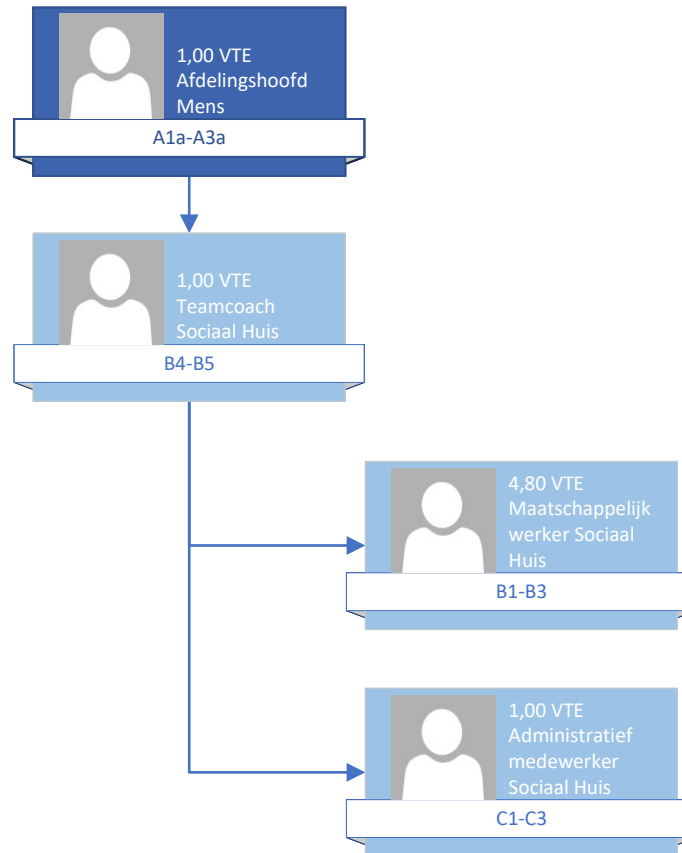 1,00 VTE
Afdelingshoofd
Mens
A1a-A3a
1,00 VTE
Teamcoach
Sociaal Huis
B4-B5
4,80 VTE
Maatschappelijk
werker Sociaal
Huis
B1-B3
1,00 VTE
Administratief
medewerker
Sociaal Huis
C1-C3